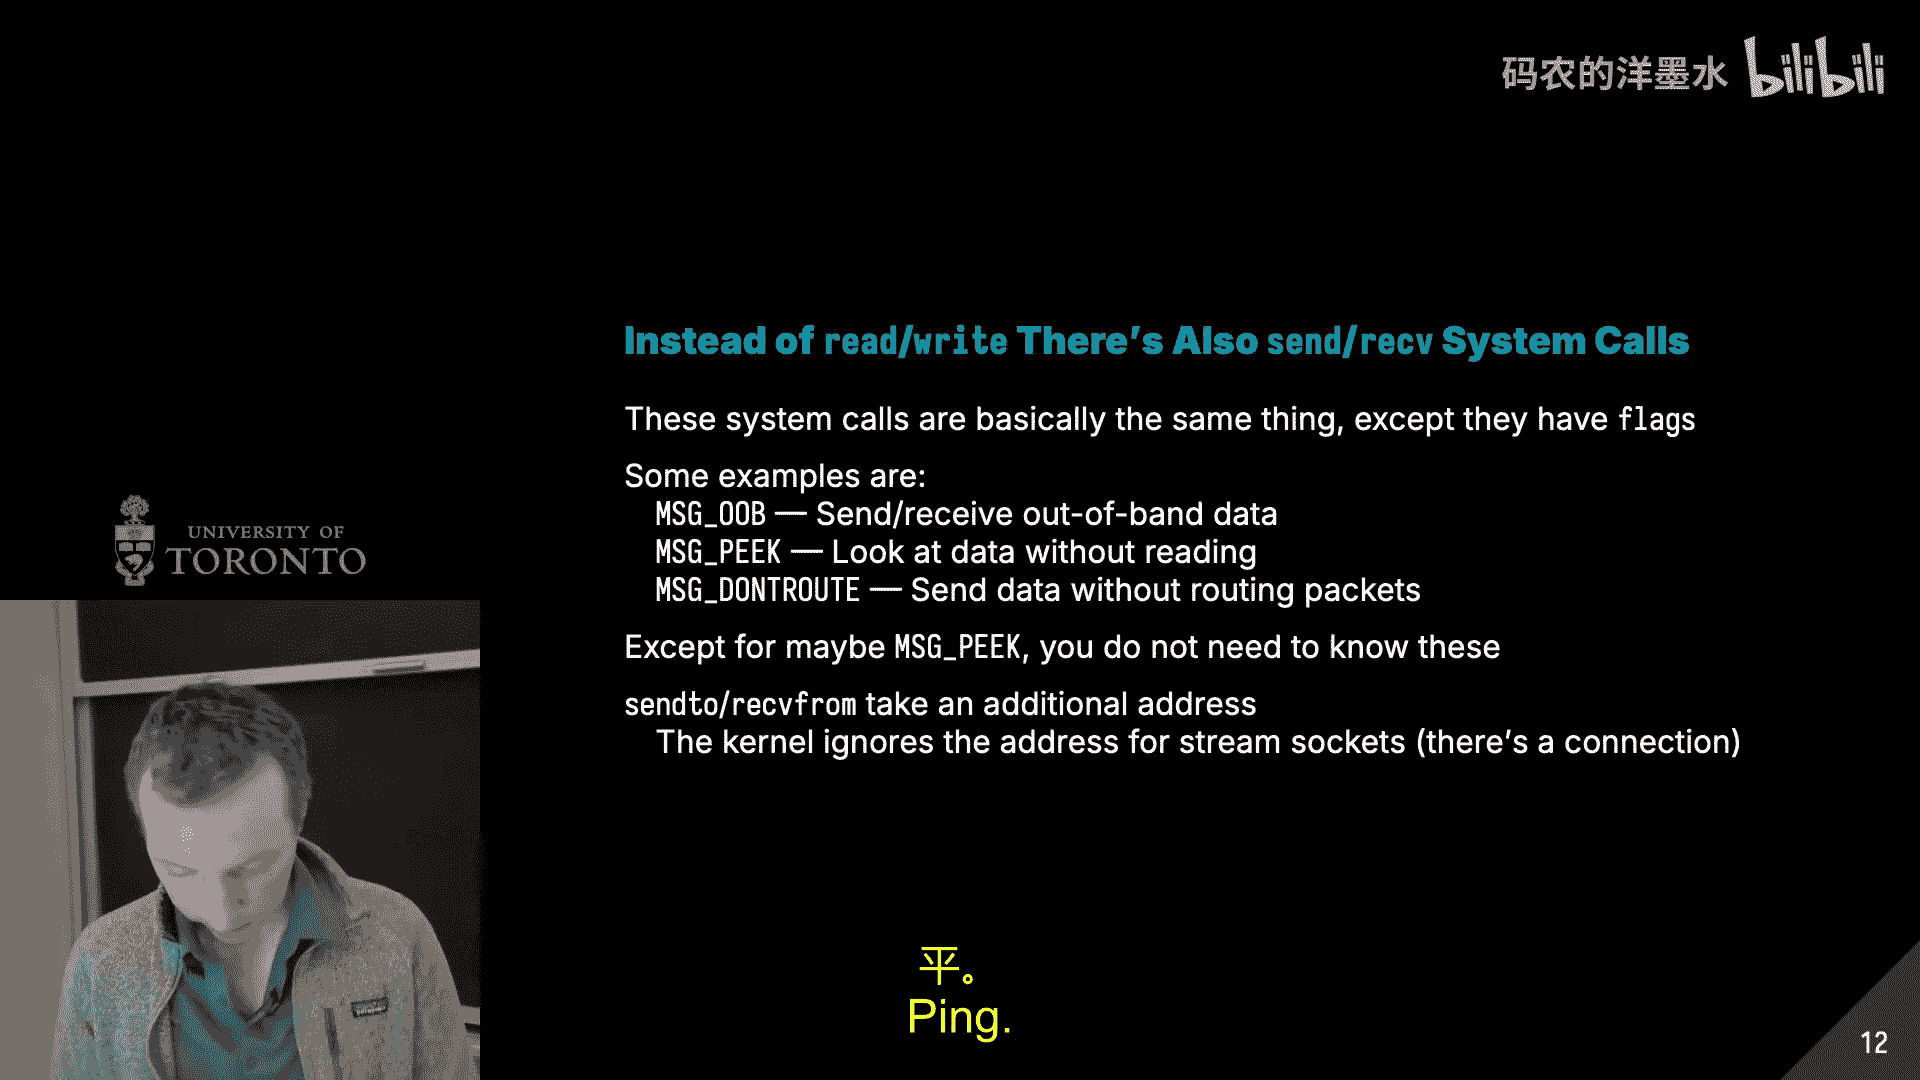 码农的洋墨水 bilibili
Instead of read/write There's Also send/recv System Calls
These system calls are basically the same thing, except they have flags
Some examples are:
MSG_OOB — Send/receive out-of-band data
MSG_PEEK — Look at data without reading
MSG_DONTROUTE — Send data without routing packets
Except for maybe MSG_PEEK, you do not need to know these
sendto/recvfrom take an additional address
The kernel ignores the address for stream sockets (there's a connection)
UNIVERSITY OF
TORONTO
平。
Ping.
12